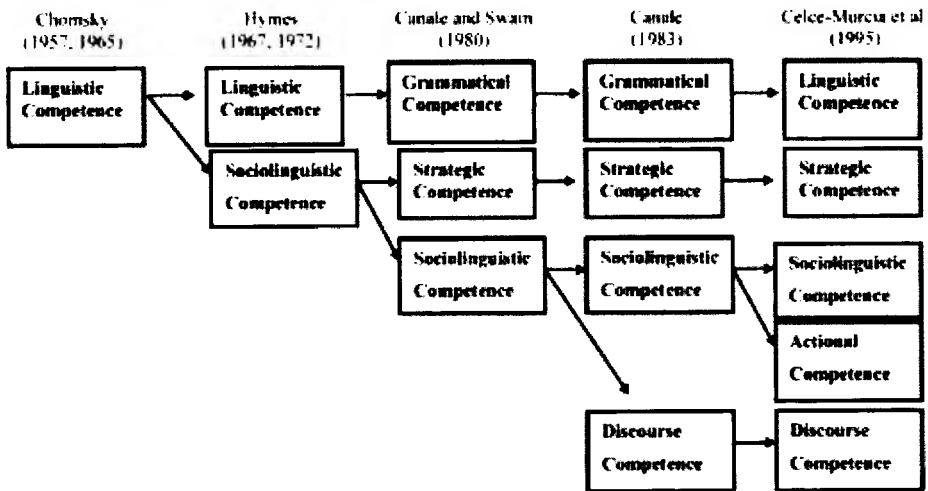 Chomsky
(1957, 1965)
Hymes
(1967, 1972)
Canale and Swain
(1980)
Canale
(1983)
Celce-Murcia et al
(1995)
Linguistic
Competence
Linguistic
Competence
Grammatical
Competence
Grammatical
Competence
Linguistic
Competence
Sociolinguistic
Competence
Strategic
Competence
Strategic
Competence
Strategic
Competence
Sociolinguistic
Competence
Sociolinguistic
Competence
Sociolinguistic
Competence
Actional
Competence
Discourse
Competence
Discourse
Competence